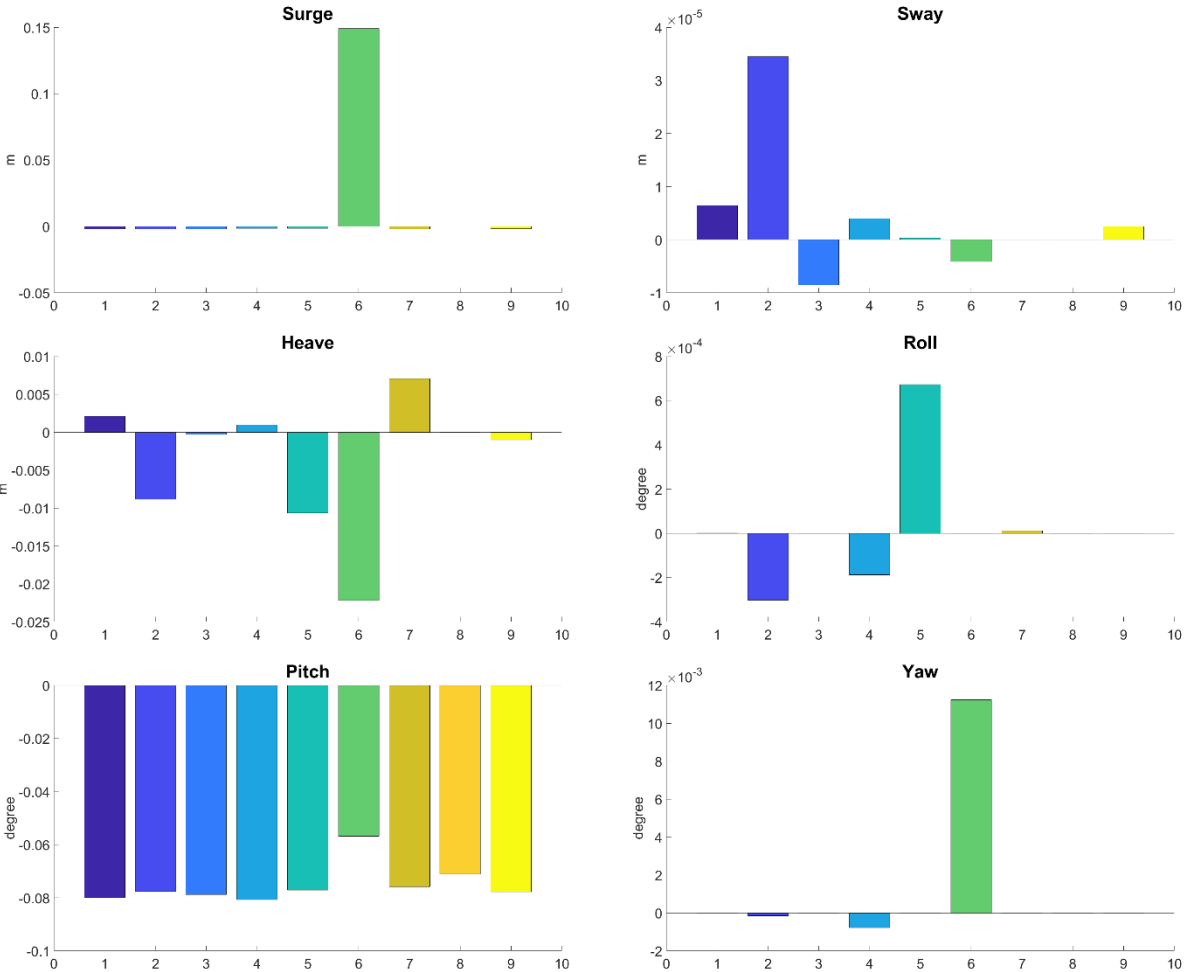 Surge
0.15
0.1
0.05
0
-0.05
m
0 1 2 3 4 5 6 7 8 9 10
Sway
×10-5
4
3
2
1
0
-1
m
0 1 2 3 4 5 6 7 8 9 10
Heave
0.01
0.005
0
-0.005
-0.01
-0.015
-0.02
-0.025
m
0 1 2 3 4 5 6 7 8 9 10
Roll
×10-4
8
6
4
2
0
-2
-4
degree
0 1 2 3 4 5 6 7 8 9 10
Pitch
0
-0.02
-0.04
-0.06
-0.08
-0.1
degree
0 1 2 3 4 5 6 7 8 9 10
Yaw
×10-3
12
10
8
6
4
2
0
-2
degree
0 1 2 3 4 5 6 7 8 9 10